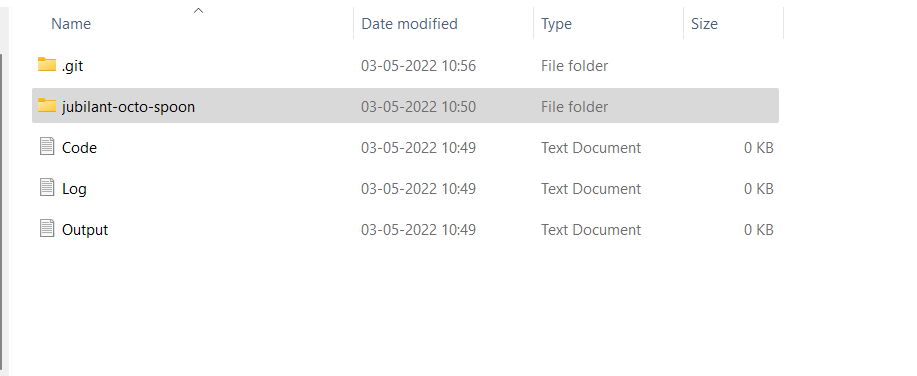 Name Date modified Type Size
.git 03-05-2022 10:56 File folder
jubilant-octo-spoon 03-05-2022 10:50 File folder
Code 03-05-2022 10:49 Text Document 0 KB
Log 03-05-2022 10:49 Text Document 0 KB
Output 03-05-2022 10:49 Text Document 0 KB